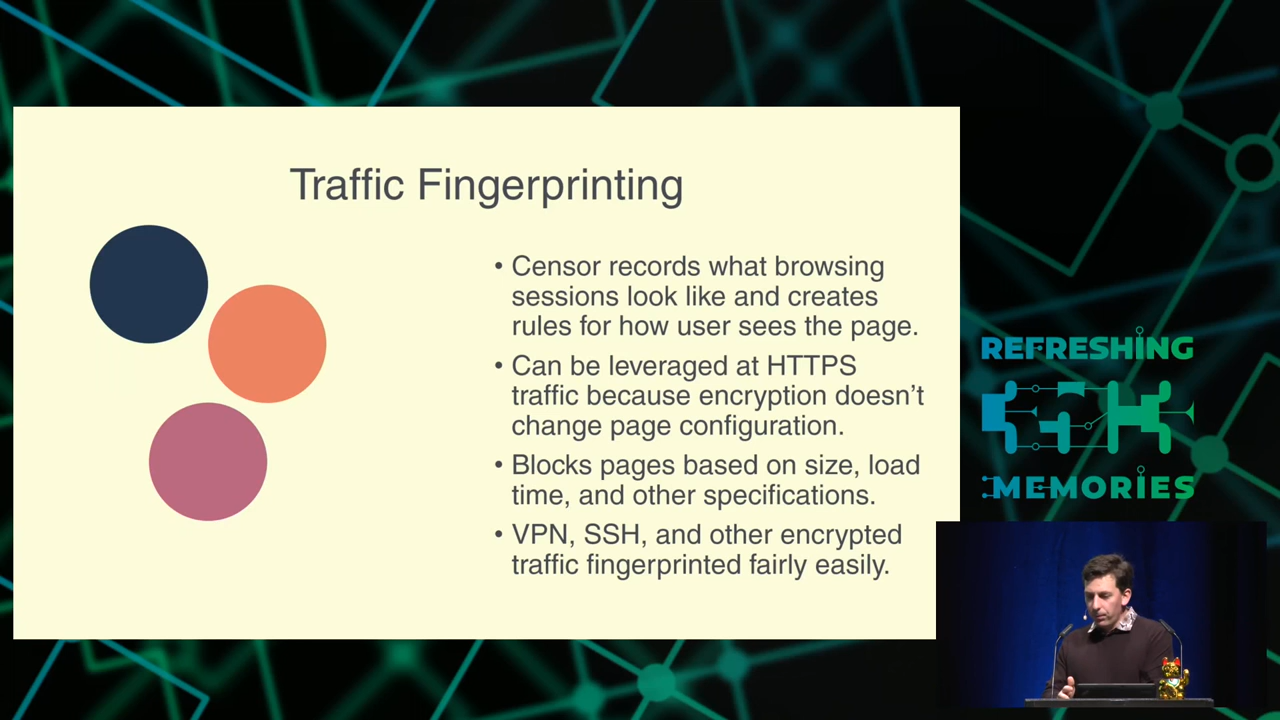 Traffic Fingerprinting
• Censor records what browsing
sessions look like and creates
rules for how user sees the page.
• Can be leveraged at HTTPS
traffic because encryption doesn't
change page configuration.
• Blocks pages based on size, load
time, and other specifications.
• VPN, SSH, and other encrypted
traffic fingerprinted fairly easily.
REFRESHING
MEMORIES